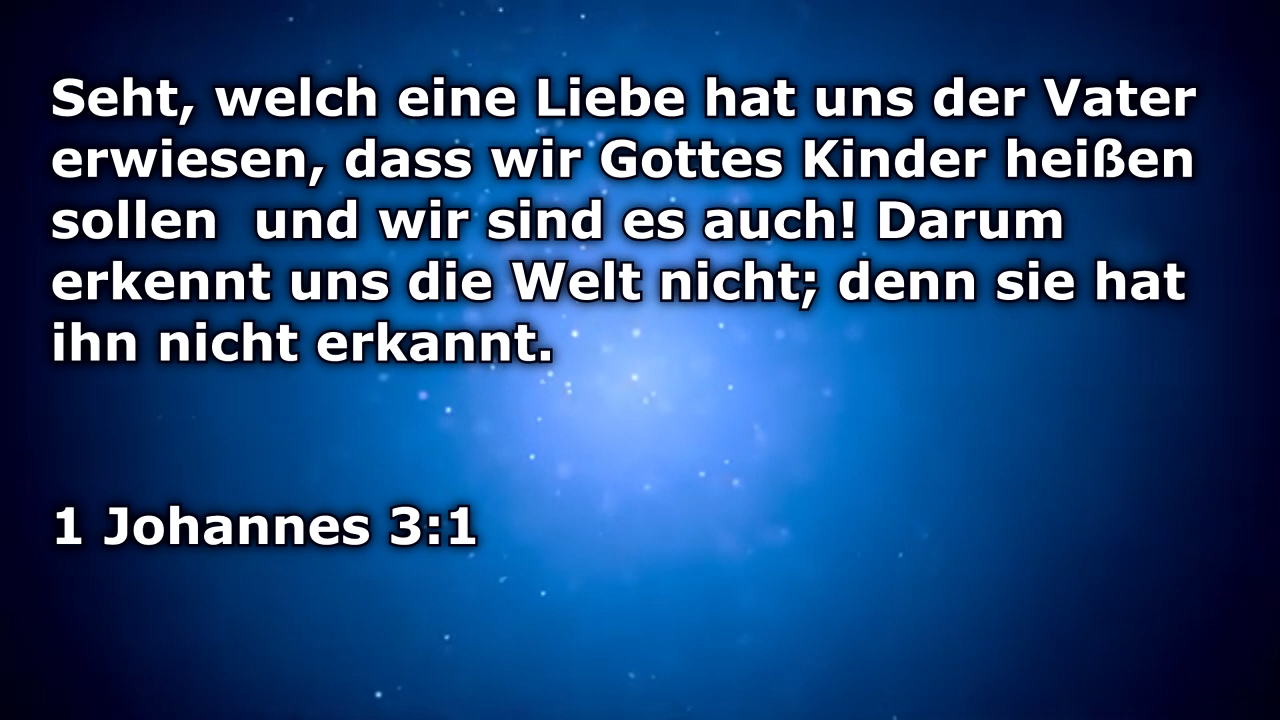 Seht, welch eine Liebe hat uns der Vater
erwiesen, dass wir Gottes Kinder heißen
sollen  und wir sind es auch! Darum
erkennt uns die Welt nicht; denn sie hat
ihn nicht erkannt.
1 Johannes 3:1